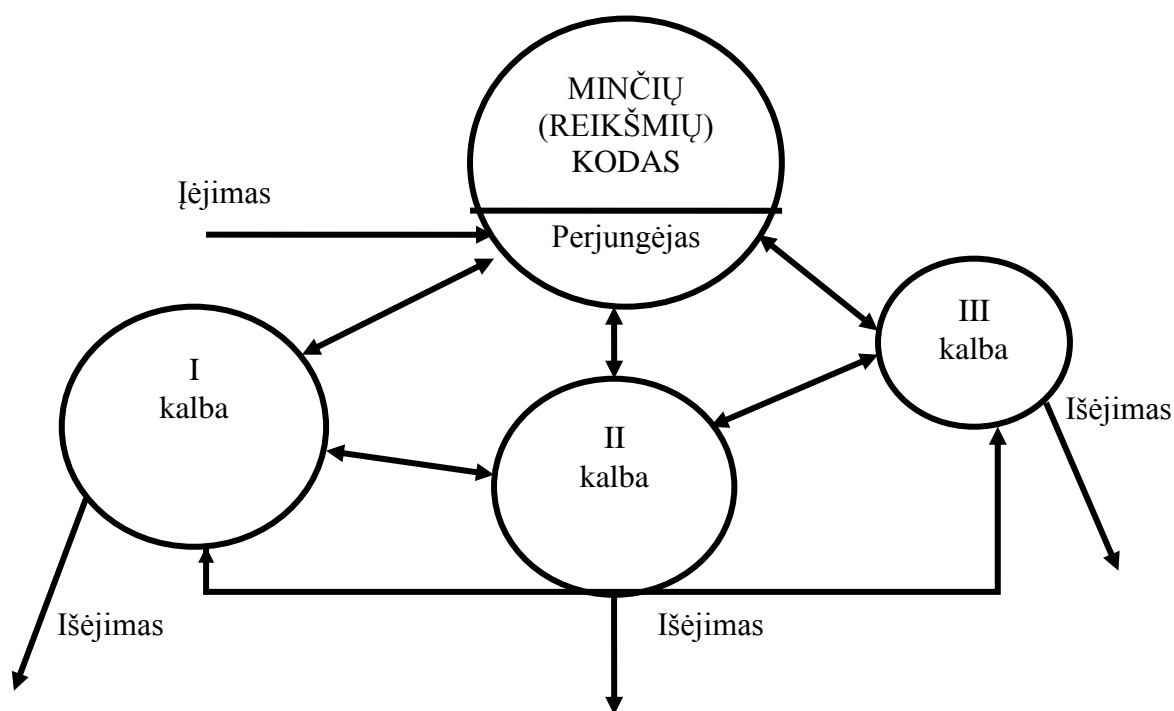 MINČIŲ
(REIKŠMIŲ)
KODAS
Įėjimas
Perjungėjas
III
kalba
I
kalba
Išėjimas
II
kalba
Išėjimas
Išėjimas